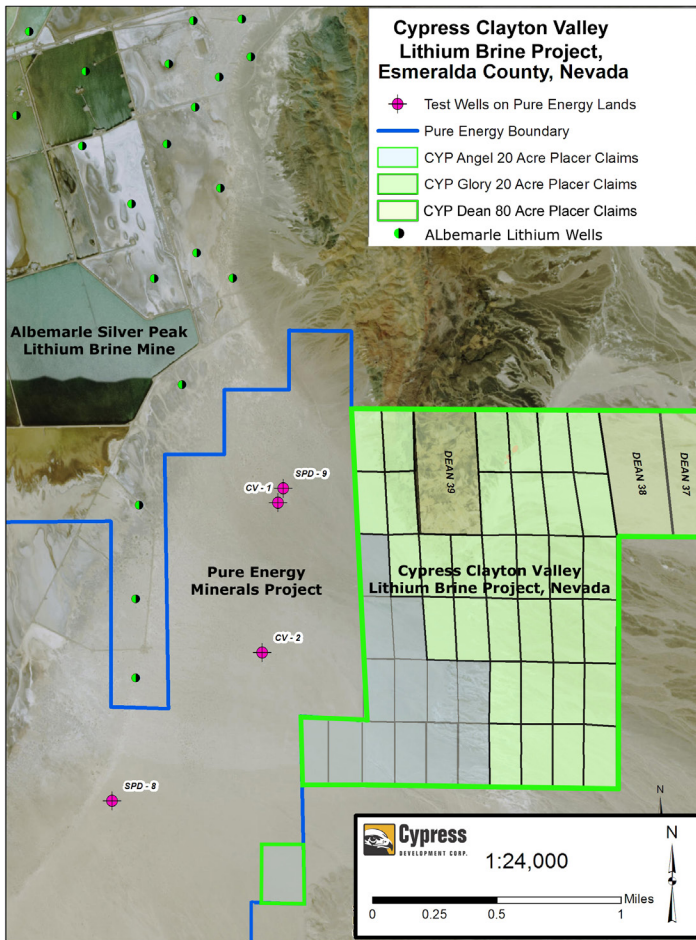 Cypress Clayton Valley
Lithium Brine Project,
Esmeralda County, Nevada
Test Wells on Pure Energy Lands
Pure Energy Boundary
CYP Angel 20 Acre Placer Claims
CYP Glory 20 Acre Placer Claims
CYP Dean 80 Acre Placer Claims
ALbemarle Lithium Wells
Albemarle Silver Peak
Lithium Brine Mine
DEAN 39
DEAN 38
DEAN 37
SPD - 9
CV - 1
Pure Energy
Minerals Project
Cypress Clayton Valley
Lithium Brine Project, Nevada
CV - 2
SPD - 8
N
Cypress
DEVELOPMENT CORP.
1:24,000
N
Miles
0 0.25 0.5 1